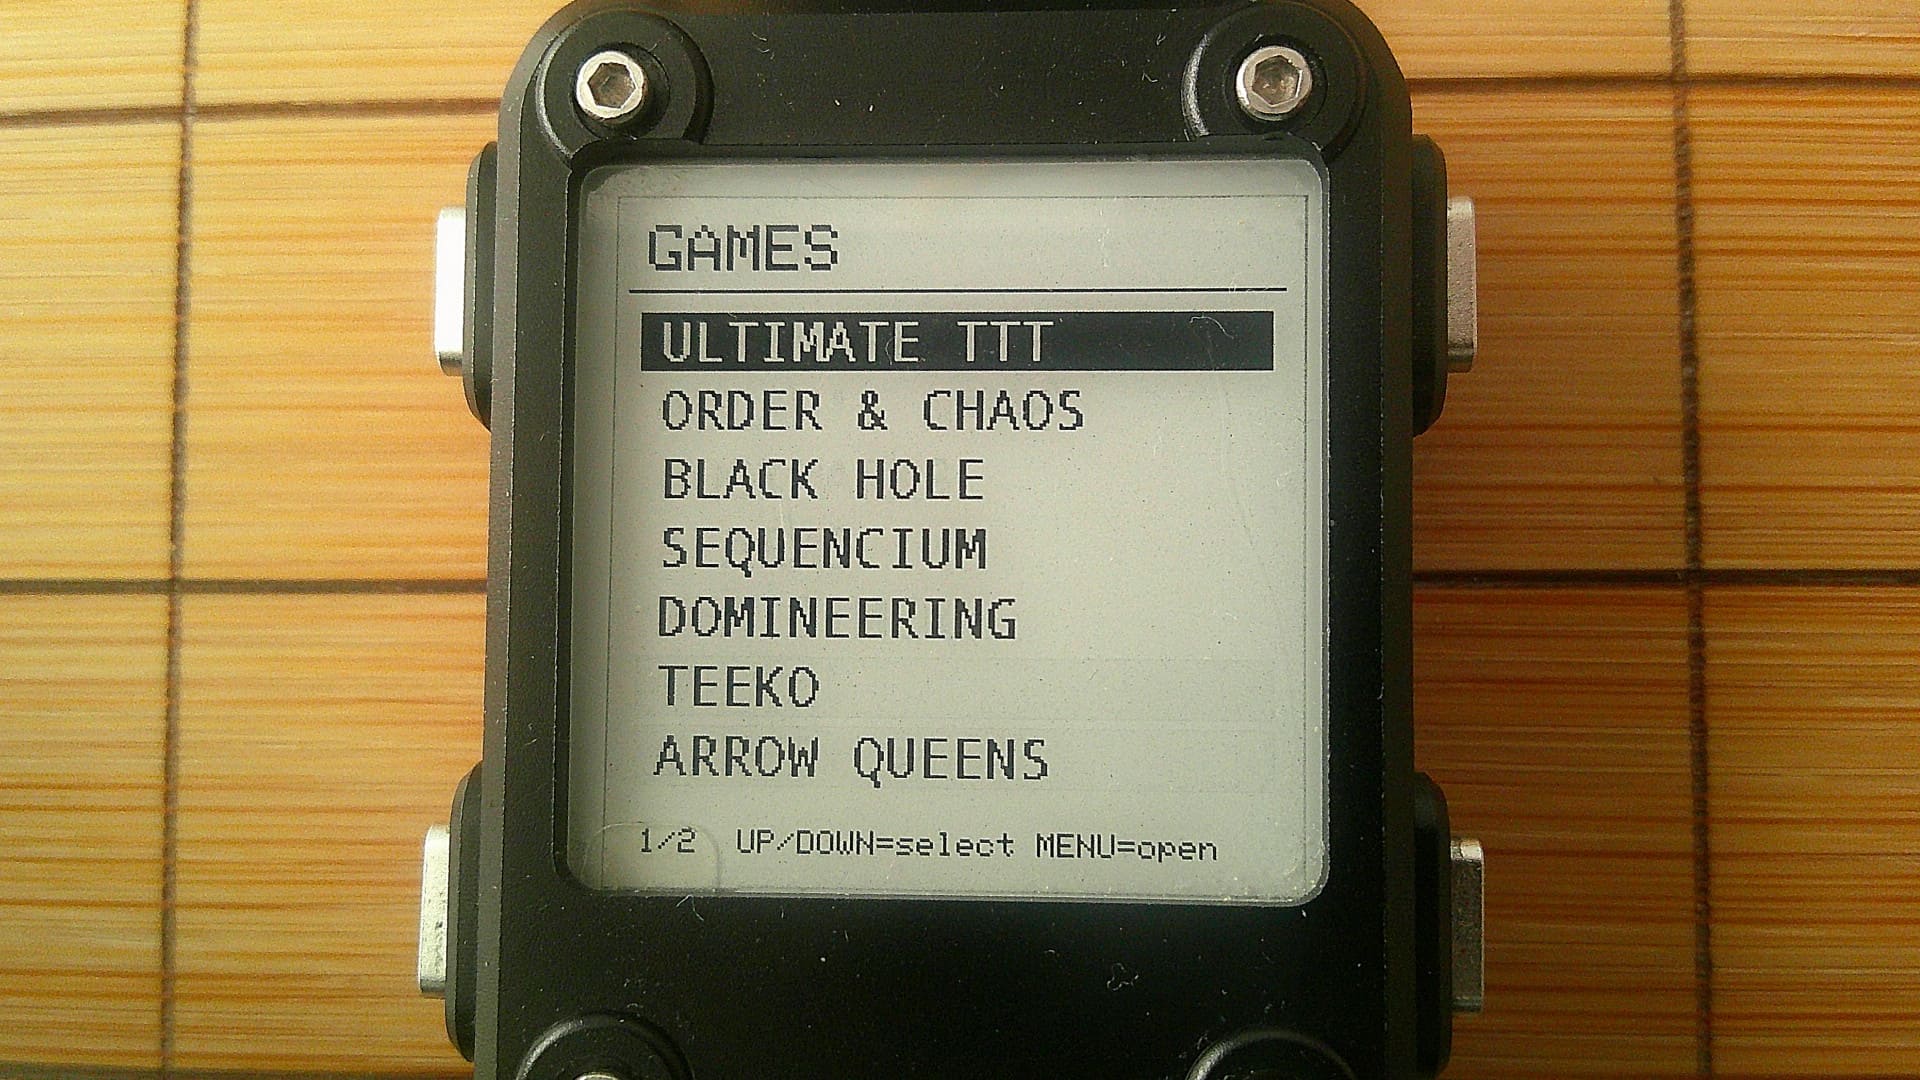 GAMES
ULTIMATE TTT
ORDER & CHAOS
BLACK HOLE
SEQUENCIUM
DOMINEERING
TEEKO
ARROW QUEENS
1/2 UP/DOWN=select MENU=open